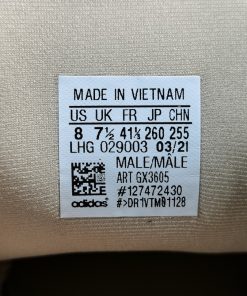 MADE IN VIETNAM
US UK FR JP CHN
8 7½ 41⅓ 260 255
LHG 029003 03/21
MALE/MÂLE
ART GX3605
#127472430
adidas #>DR1VTM01128